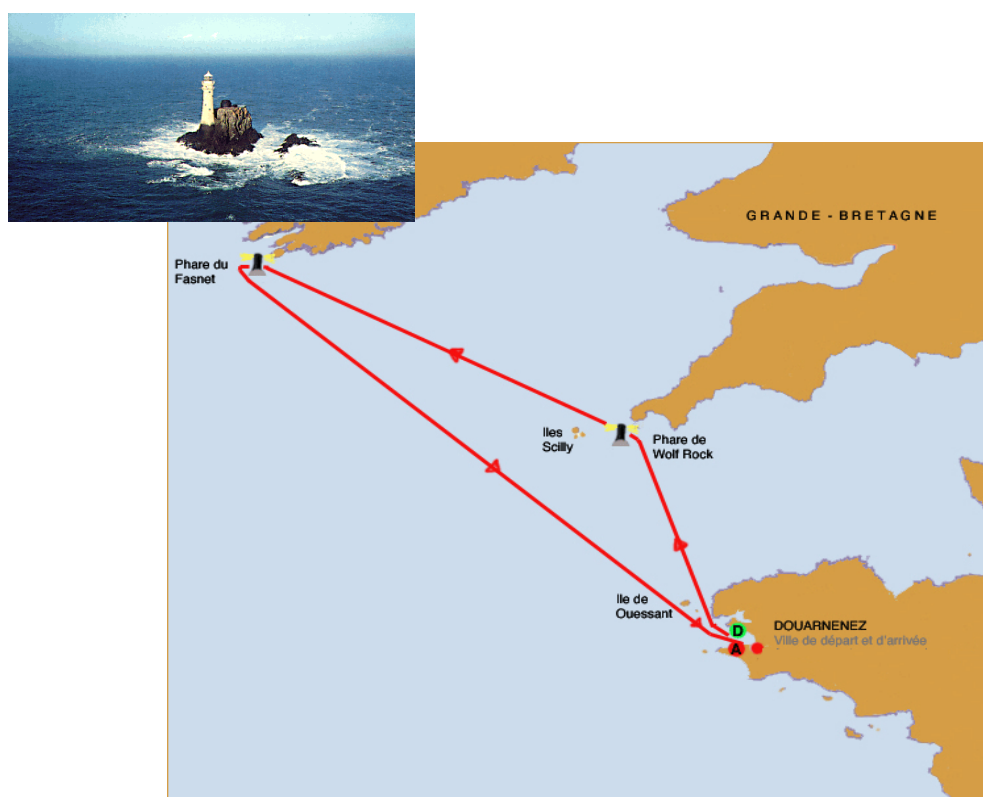 GRANDE - BRETAGNE
Phare du
Fasnet
Iles
Scilly
Phare de
Wolf Rock
Ile de
Ouessant
D
DOUARNENEZ
Ville de départ et d'arrivée
A